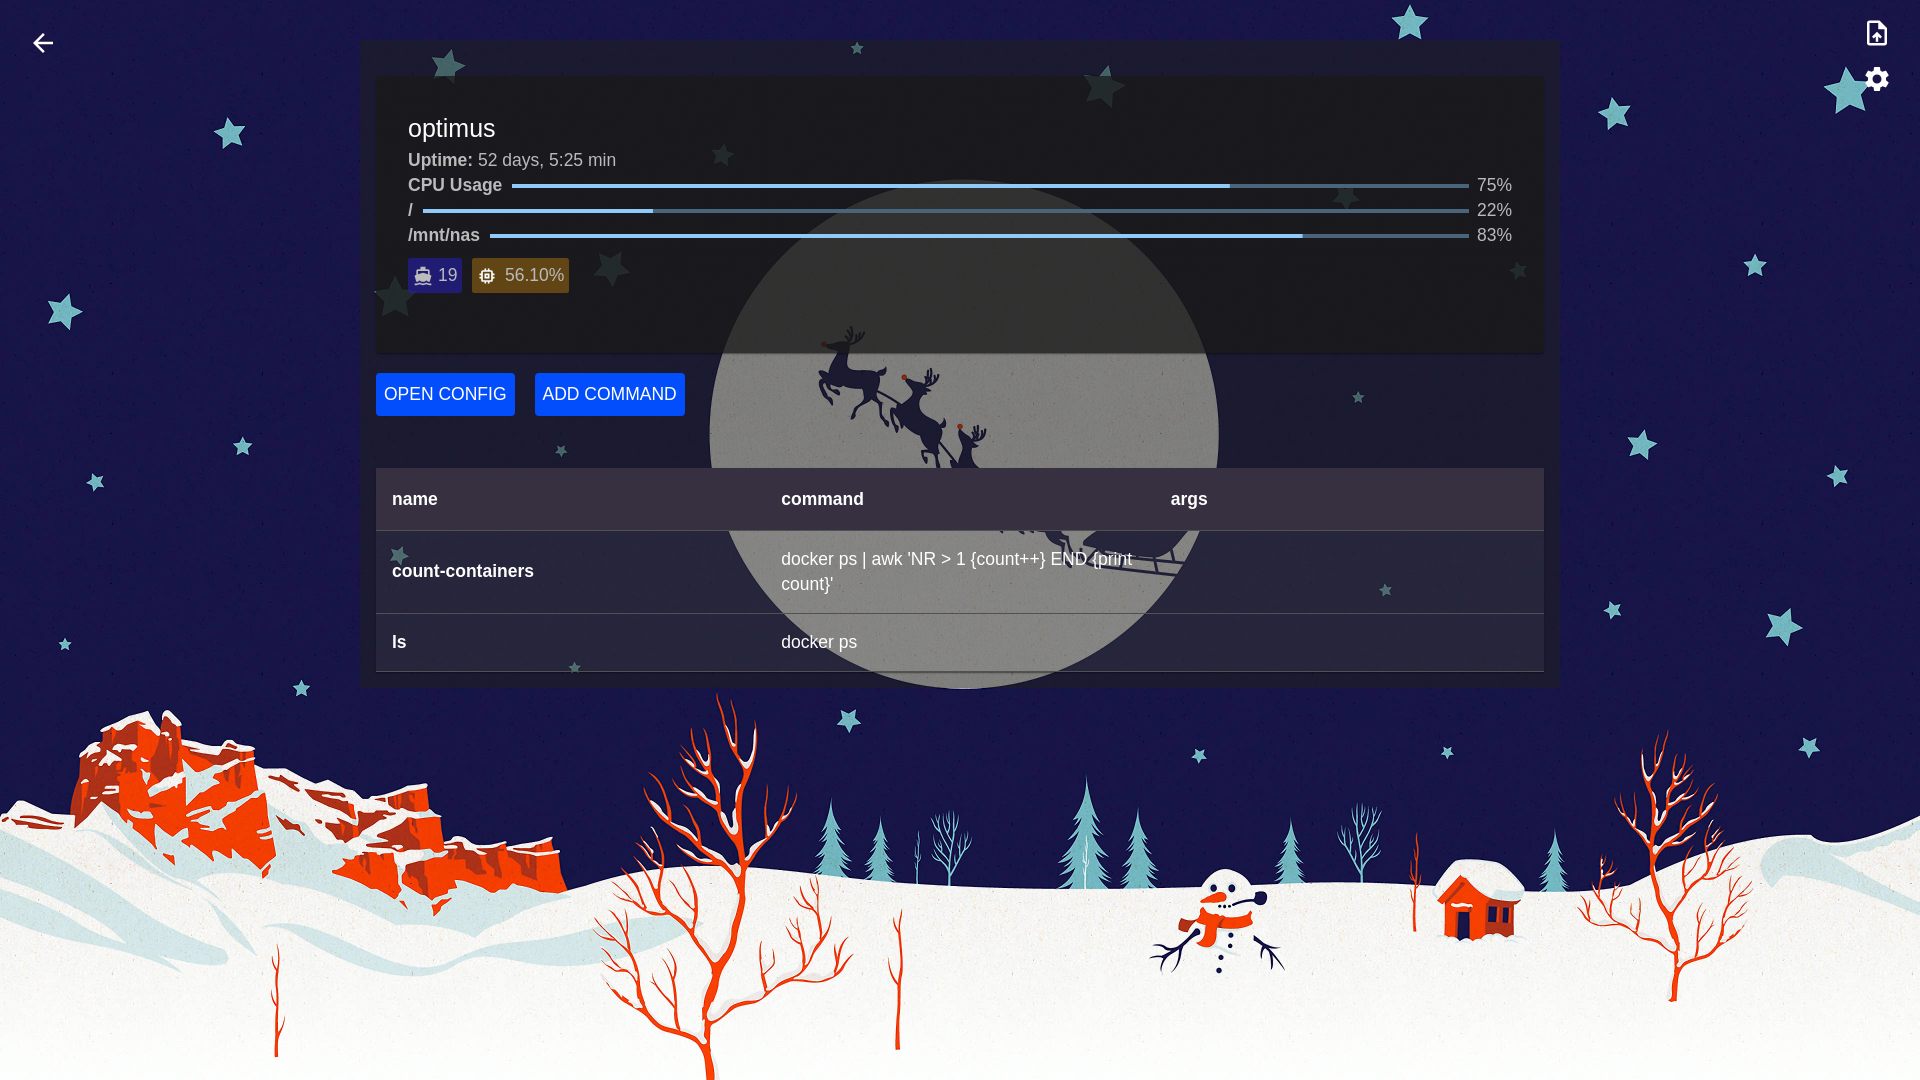 optimus
Uptime: 52 days, 5:25 min
CPU Usage 75%
/ 22%
/mnt/nas 83%
19 56.10%
OPEN CONFIG ADD COMMAND
name command args
count-containers docker ps | awk 'NR > 1 {count++} END {print
count}'
ls docker ps